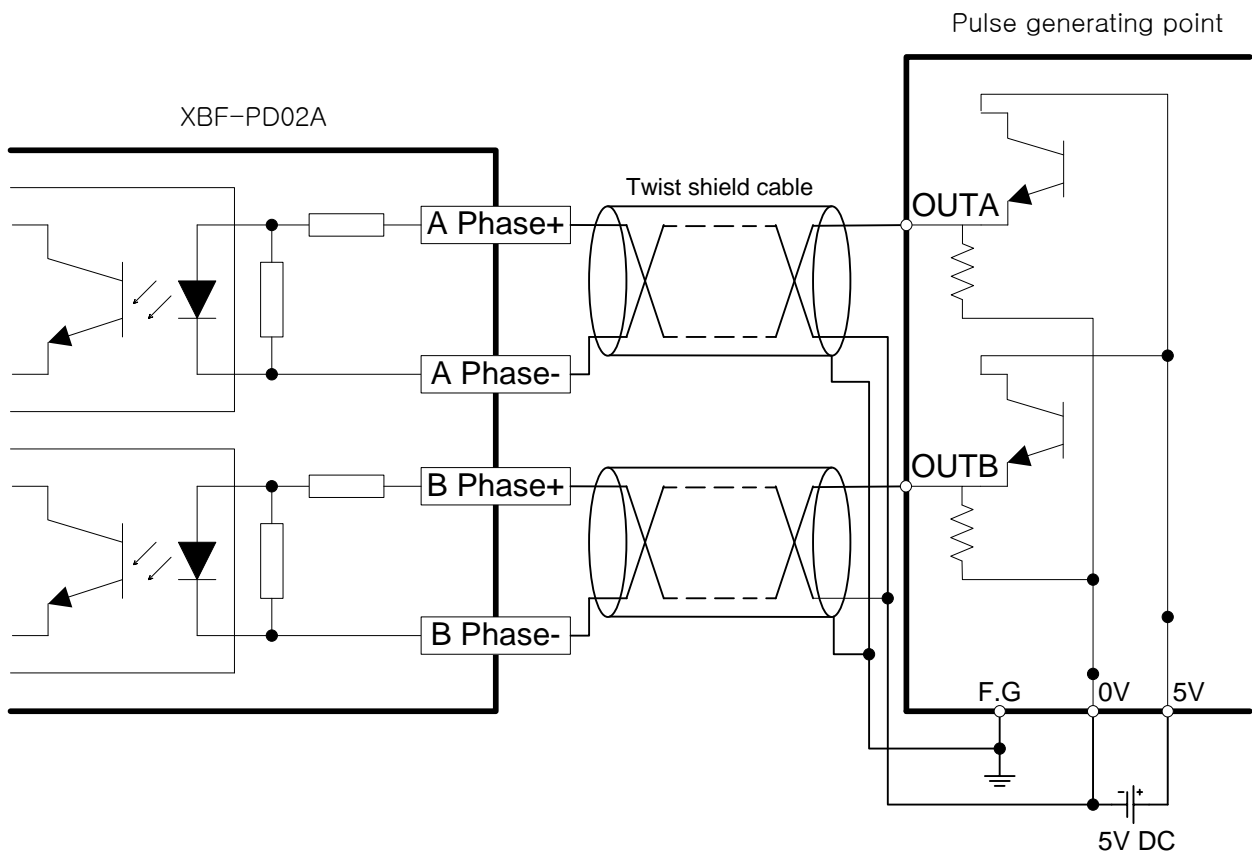 Pulse generating point
XBF-PD02A
Twist shield cable
A Phase+
OUTA
A Phase-
B Phase+
OUTB
B Phase-
F.G
0V
5V
- +
5V DC